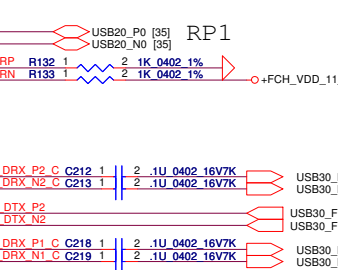 USB20_P0 [35] RP1
USB20_N0 [35]
RP R132 1 2 1K_0402_1%
RN R133 1 2 1K_0402_1%
+FCH_VDD_11
DRX_P2_C C212 1 2 .1U_0402_16V7K USB30_
DRX_N2_C C213 1 2 .1U_0402_16V7K USB30_
DTX_P2 USB30_F
DTX_N2 USB30_F
DRX_P1_C C218 1 2 .1U_0402_16V7K USB30_
DRX_N1_C C219 1 2 .1U_0402_16V7K USB30_